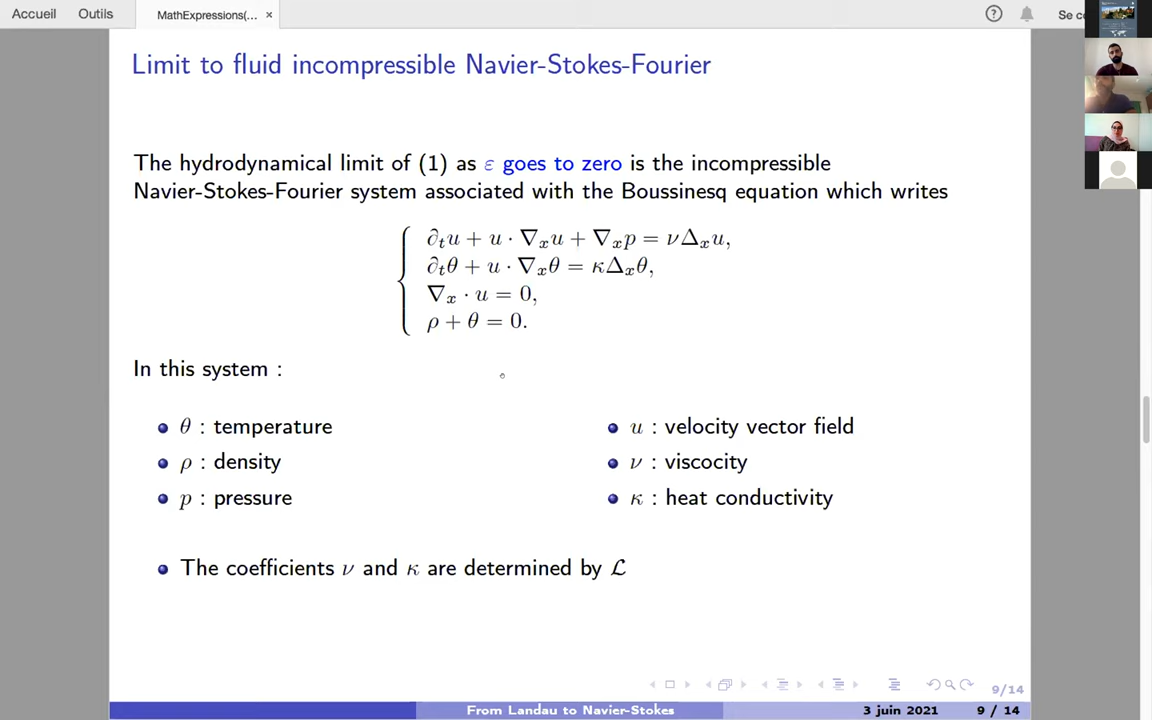 Accueil Outils MathExpressions(... × ? Se co
Limit to fluid incompressible Navier-Stokes-Fourier
The hydrodynamical limit of (1) as ε goes to zero is the incompressible
Navier-Stokes-Fourier system associated with the Boussinesq equation which writes
∂ₜu + u · ∇ₓu + ∇ₓp = νΔₓu,
∂ₜθ + u · ∇ₓθ = κΔₓθ,
∇ₓ · u = 0,
ρ + θ = 0.
In this system :
θ : temperature
ρ : density
p : pressure
u : velocity vector field
ν : viscocity
κ : heat conductivity
The coefficients ν and κ are determined by ℒ
9/14
From Landau to Navier-Stokes 3 juin 2021 9 / 14